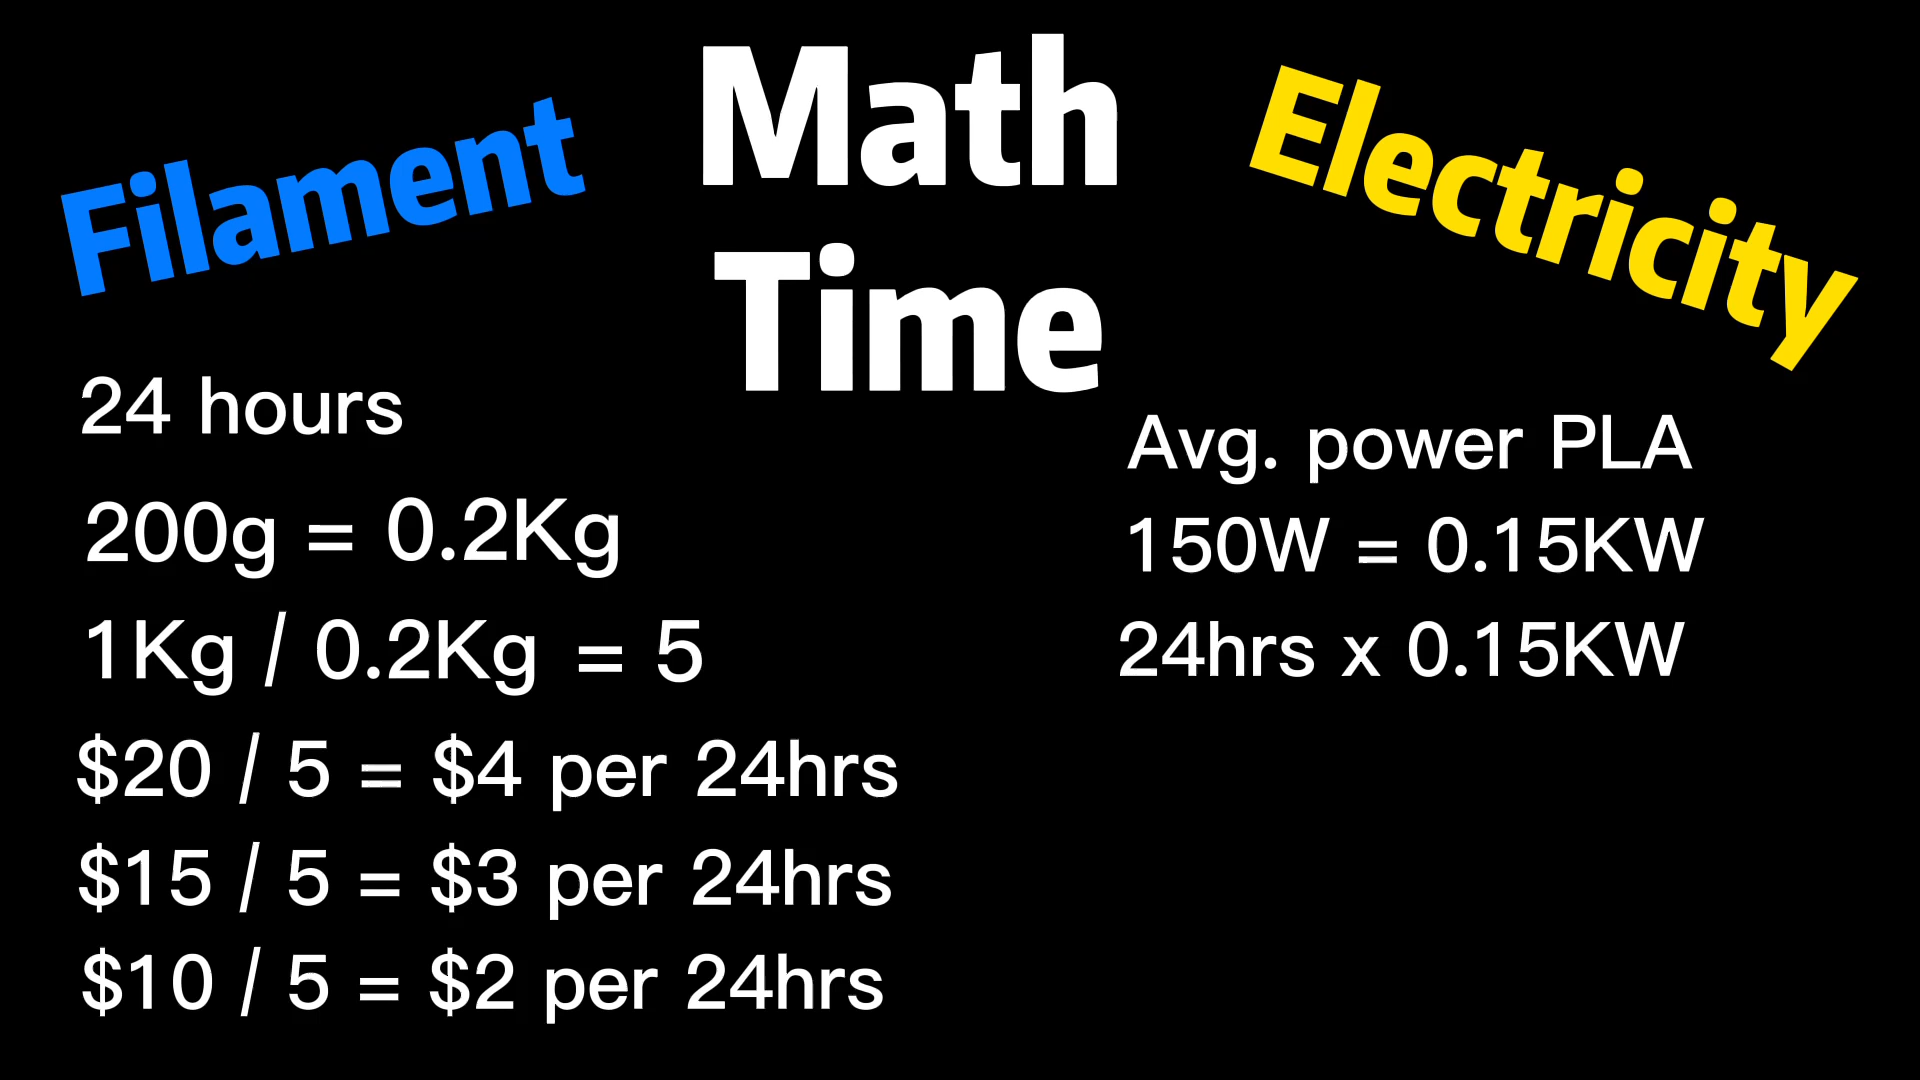 Math
Time
Filament
24 hours
200g = 0.2Kg
1Kg / 0.2Kg = 5
$20 / 5 = $4 per 24hrs
$15 / 5 = $3 per 24hrs
$10 / 5 = $2 per 24hrs
Electricity
Avg. power PLA
150W = 0.15KW
24hrs x 0.15KW